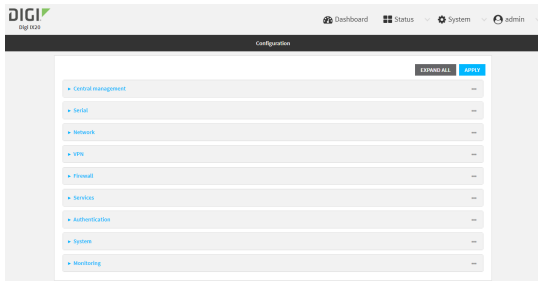 DIGI
Digi IX20
Dashboard Status System admin
Configuration
EXPAND ALL APPLY
Central management
Serial
Network
VPN
Firewall
Services
Authentication
System
Monitoring